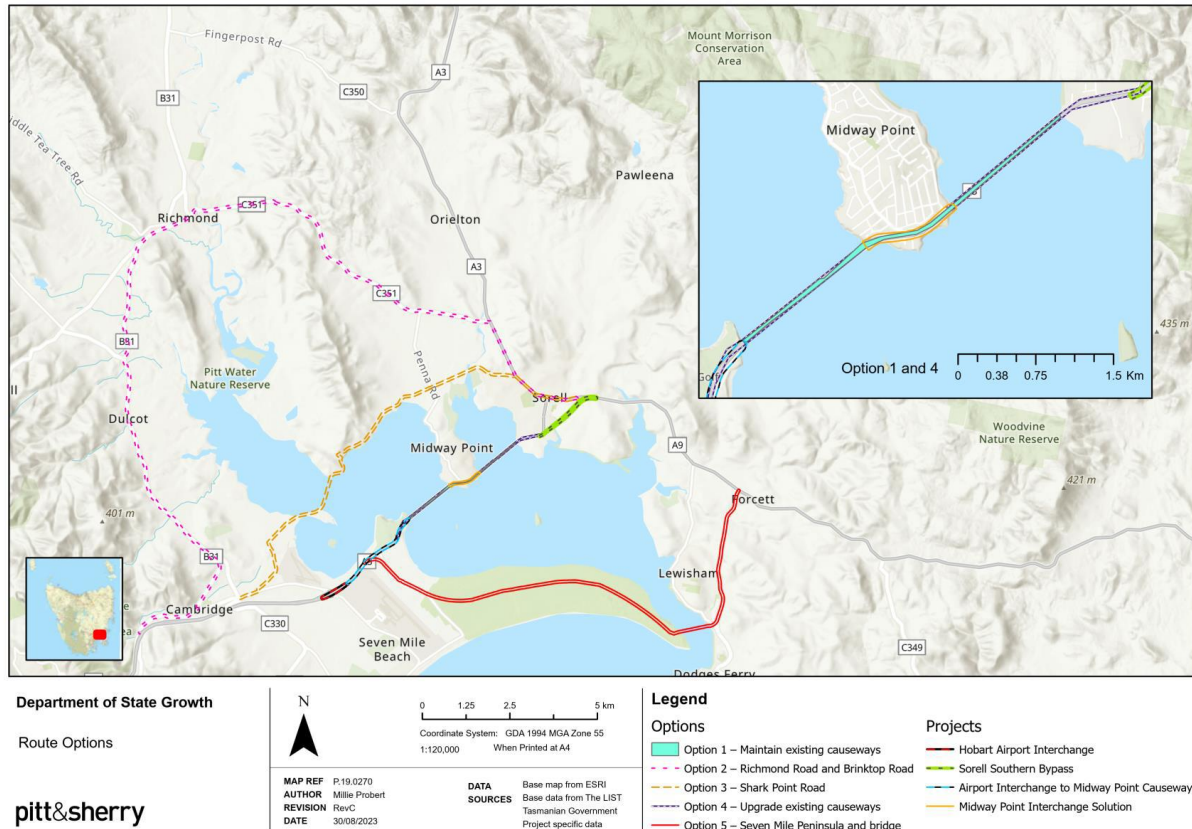 Fingerpost Rd
Mount Morrison
Conservation
Area
A3
B31
C350
iddle Tea Tree Rd
Midway Point
Pawleena
Richmond
C351
Orielton
A3
C351
B31
Penna Rd
Pitt Water
Nature Reserve
435 m
Golf
Option 1 and 4
0 0.38 0.75 1.5 Km
oll
Dulcot
Sorell
Midway Point
A9
Woodvine
Nature Reserve
421 m
Forcett
401 m
B31
Lewisham
Cambridge
C330
Seven Mile
Beach
C349
Dodges Ferry
Department of State Growth
Route Options
pitt&sherry
N
0 1.25 2.5 5 km
Coordinate System: GDA 1994 MGA Zone 55
1:120,000 When Printed at A4
MAP REF P.19.0270
AUTHOR Millie Probert
REVISION RevC
DATE 30/08/2023
DATA SOURCES
Base map from ESRI
Base data from The LIST
Tasmanian Government
Project specific data
Legend
Options
Option 1 – Maintain existing causeways
Option 2 – Richmond Road and Brinktop Road
Option 3 – Shark Point Road
Option 4 – Upgrade existing causeways
Option 5 – Seven Mile Peninsula and bridge
Projects
Hobart Airport Interchange
Sorell Southern Bypass
Airport Interchange to Midway Point Causeway
Midway Point Interchange Solution